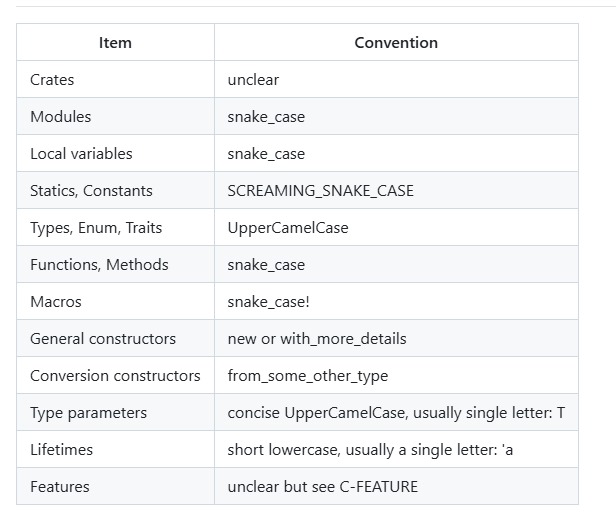 Item Convention
Crates unclear
Modules snake_case
Local variables snake_case
Statics, Constants SCREAMING_SNAKE_CASE
Types, Enum, Traits UpperCamelCase
Functions, Methods snake_case
Macros snake_case!
General constructors new or with_more_details
Conversion constructors from_some_other_type
Type parameters concise UpperCamelCase, usually single letter: T
Lifetimes short lowercase, usually a single letter: 'a
Features unclear but see C-FEATURE